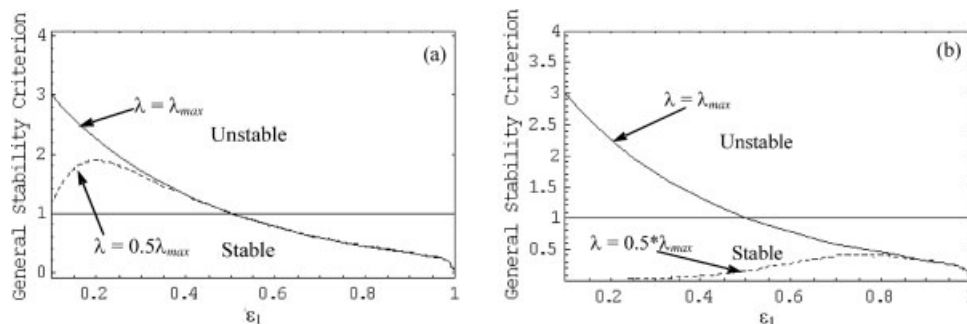 (a)
General Stability Criterion
4
3
2
1
0
λ = λmax
Unstable
λ = 0.5λmax
Stable
0.2
0.4
0.6
0.8
1
ε1
(b)
General Stability Criterion
4
3.5
3
2.5
2
1.5
1
0.5
λ = λmax
Unstable
λ = 0.5*λmax
Stable
0.2
0.4
0.6
0.8
1
ε1